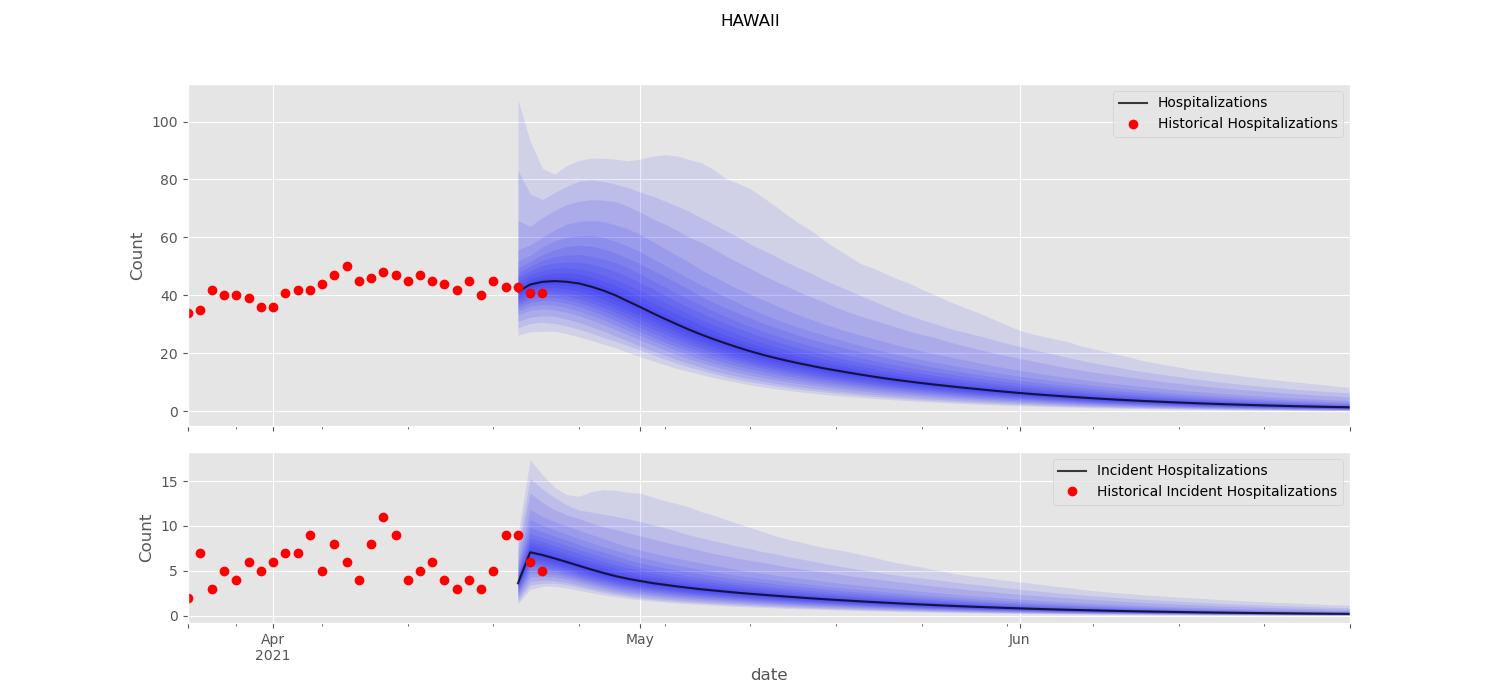 HAWAII
Hospitalizations
Historical Hospitalizations
100
80
60
40
20
0
Count
Incident Hospitalizations
Historical Incident Hospitalizations
15
10
5
0
Count
Apr
2021
May
Jun
date